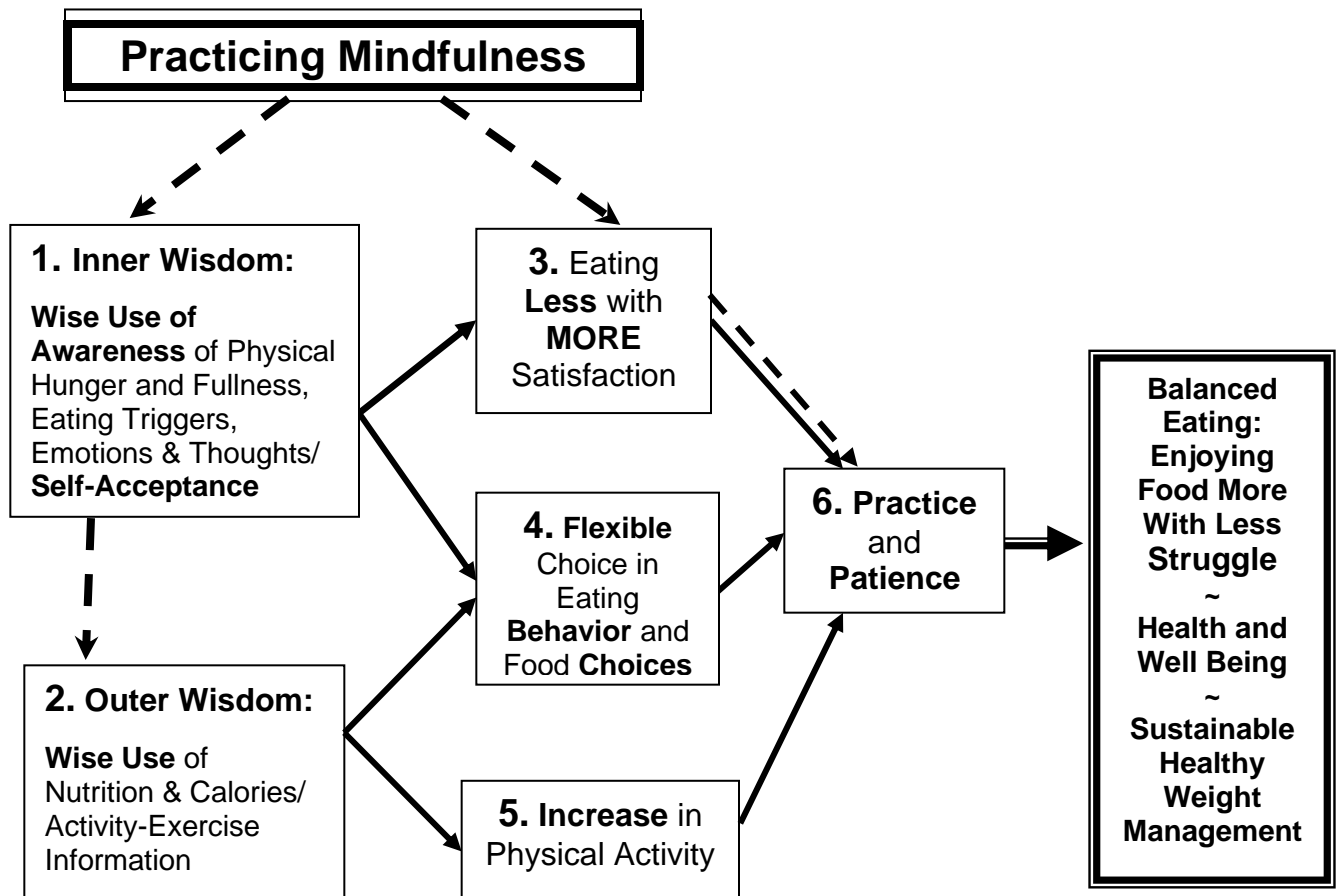 Practicing Mindfulness
1. Inner Wisdom:
Wise Use of
Awareness of Physical
Hunger and Fullness,
Eating Triggers,
Emotions & Thoughts/
Self-Acceptance
2. Outer Wisdom:
Wise Use of
Nutrition & Calories/
Activity-Exercise
Information
3. Eating
Less with
MORE
Satisfaction
4. Flexible
Choice in
Eating
Behavior and
Food Choices
5. Increase in
Physical Activity
6. Practice
and
Patience
Balanced
Eating:
Enjoying
Food More
With Less
Struggle
~
Health and
Well Being
~
Sustainable
Healthy
Weight
Management